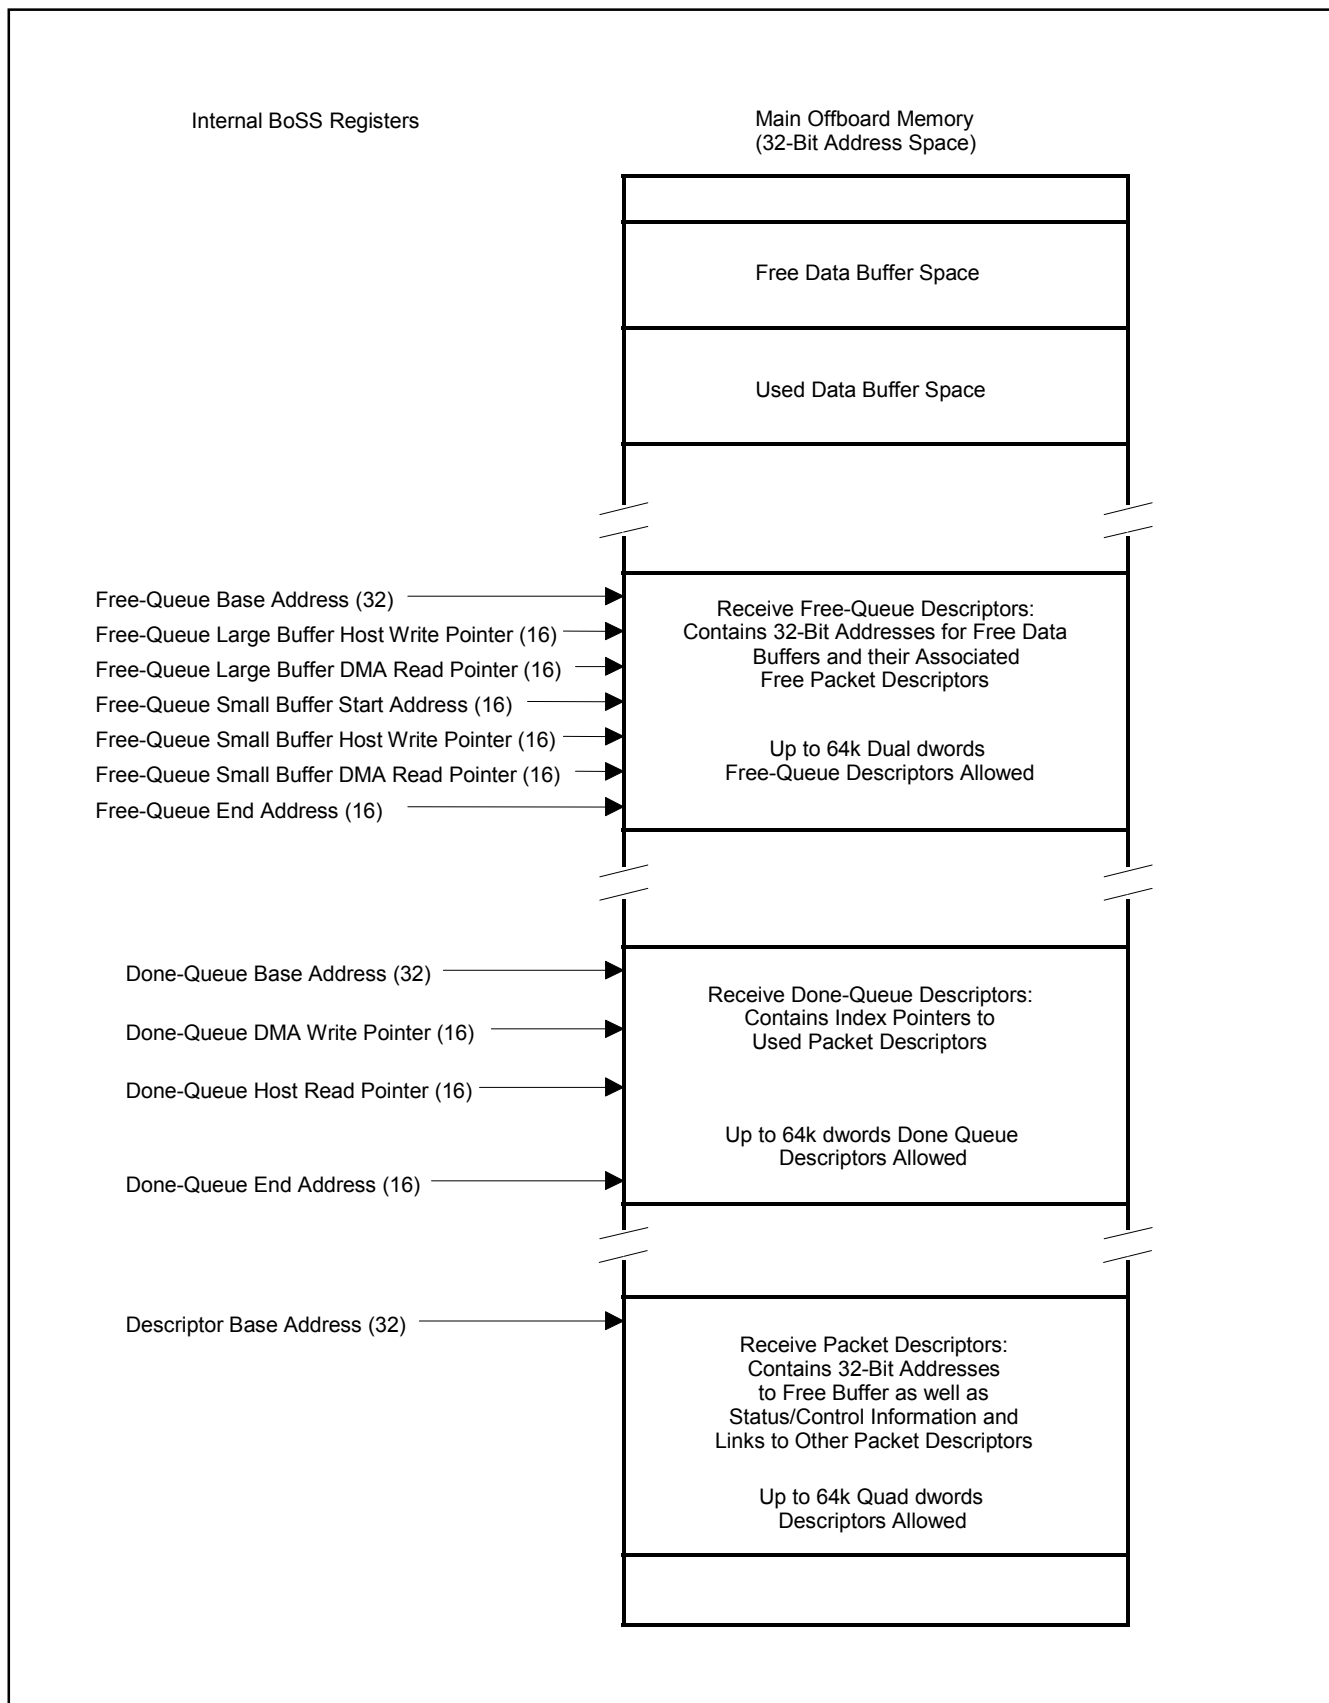 Internal BoSS Registers
Main Offboard Memory
(32-Bit Address Space)
Free Data Buffer Space
Used Data Buffer Space
Free-Queue Base Address (32)
Free-Queue Large Buffer Host Write Pointer (16)
Free-Queue Large Buffer DMA Read Pointer (16)
Free-Queue Small Buffer Start Address (16)
Free-Queue Small Buffer Host Write Pointer (16)
Free-Queue Small Buffer DMA Read Pointer (16)
Free-Queue End Address (16)
Receive Free-Queue Descriptors:
Contains 32-Bit Addresses for Free Data
Buffers and their Associated
Free Packet Descriptors
Up to 64k Dual dwords
Free-Queue Descriptors Allowed
Done-Queue Base Address (32)
Done-Queue DMA Write Pointer (16)
Done-Queue Host Read Pointer (16)
Done-Queue End Address (16)
Receive Done-Queue Descriptors:
Contains Index Pointers to
Used Packet Descriptors
Up to 64k dwords Done Queue
Descriptors Allowed
Descriptor Base Address (32)
Receive Packet Descriptors:
Contains 32-Bit Addresses
to Free Buffer as well as
Status/Control Information and
Links to Other Packet Descriptors
Up to 64k Quad dwords
Descriptors Allowed